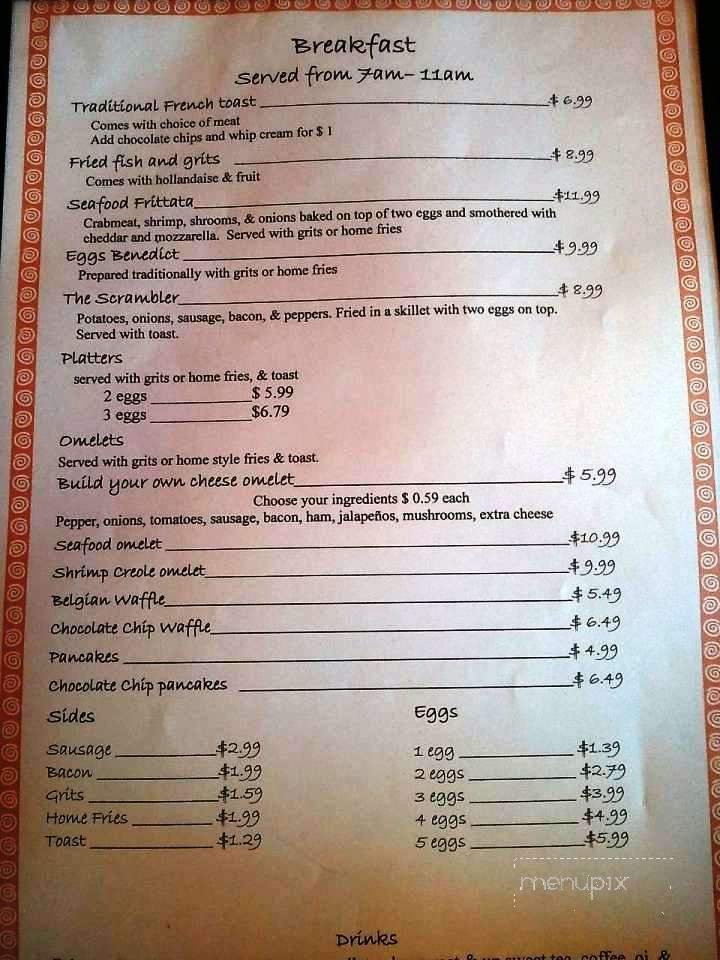 Breakfast
Served from 7am- 11am
Traditional French toast $ 6.99
Comes with choice of meat
Add chocolate chips and whip cream for $ 1
Fried fish and grits $ 8.99
Comes with hollandaise & fruit
Seafood Frittata $11.99
Crabmeat, shrimp, shrooms, & onions baked on top of two eggs and smothered with
cheddar and mozzarella. Served with grits or home fries
Eggs Benedict $9.99
Prepared traditionally with grits or home fries
The Scrambler $ 8.99
Potatoes, onions, sausage, bacon, & peppers. Fried in a skillet with two eggs on top.
Served with toast.
Platters
served with grits or home fries, & toast
2 eggs $ 5.99
3 eggs $6.79
Omelets
Served with grits or home style fries & toast.
Build your own cheese omelet $ 5.99
Choose your ingredients $ 0.59 each
Pepper, onions, tomatoes, sausage, bacon, ham, jalapeños, mushrooms, extra cheese
Seafood omelet $10.99
Shrimp Creole omelet $ 9.99
Belgian Waffle $ 5.49
Chocolate Chip Waffle $ 6.49
Pancakes $ 4.99
Chocolate Chip pancakes $ 6.49
Sides
Sausage $2.99
Bacon $1.99
Grits $1.59
Home Fries $1.99
Toast $1.29
Eggs
1 egg $1.39
2 eggs $2.79
3 eggs $3.99
4 eggs $4.99
5 eggs $5.99
menupix
Drinks
sweet tea, coffee, oj, &